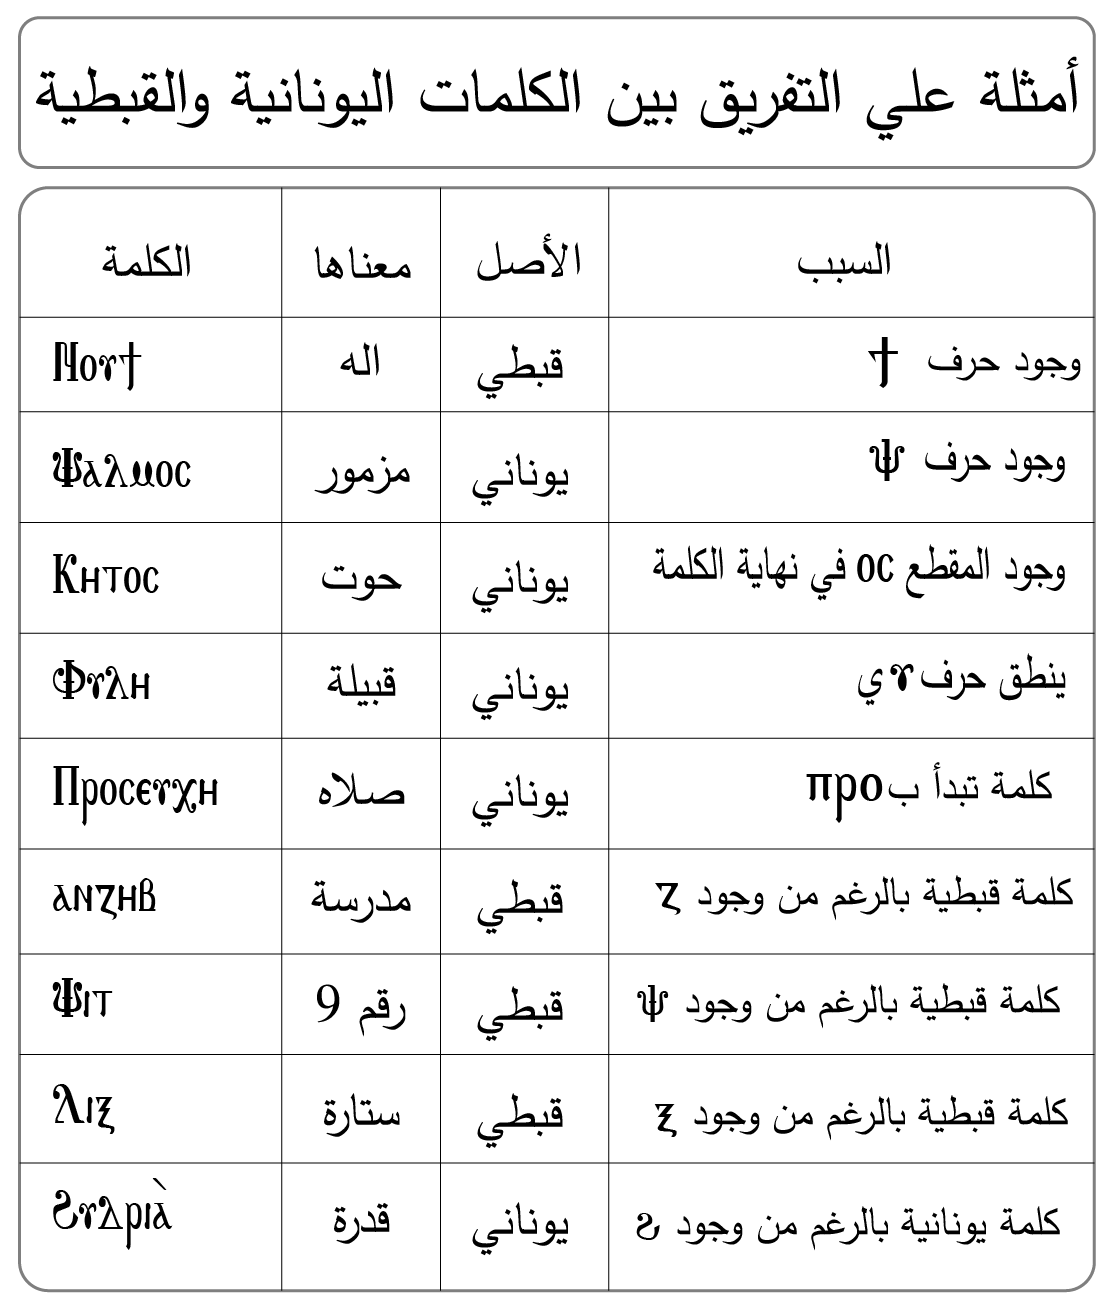 أمثلة علي التفريق بين الكلمات اليونانية والقبطية
الكلمة معناها الأصل السبب
Ⲛⲟⲩϯ اله قبطي وجود حرف ϯ
Ⲯⲁⲗⲙⲟⲥ مزمور يوناني وجود حرف ⲯ
Ⲕⲏⲧⲟⲥ حوت يوناني وجود المقطع ⲟⲥ في نهاية الكلمة
Ⲫⲩⲗⲏ قبيلة يوناني ينطق حرف ⲩ ي
Ⲡⲣⲟⲥⲉⲩⲭⲏ صلاه يوناني كلمة تبدأ ب ⲡⲣⲟ
ⲁⲛⲍⲏⲃ مدرسة قبطي كلمة قبطية بالرغم من وجود ⲍ
Ⲯⲓⲧ رقم 9 قبطي كلمة قبطية بالرغم من وجود ⲯ
Ⲗⲓⲝ ستارة قبطي كلمة قبطية بالرغم من وجود ⲝ
Ϩⲩⲇⲣⲓⲁ̀ قدرة يوناني كلمة يونانية بالرغم من وجود ϩ